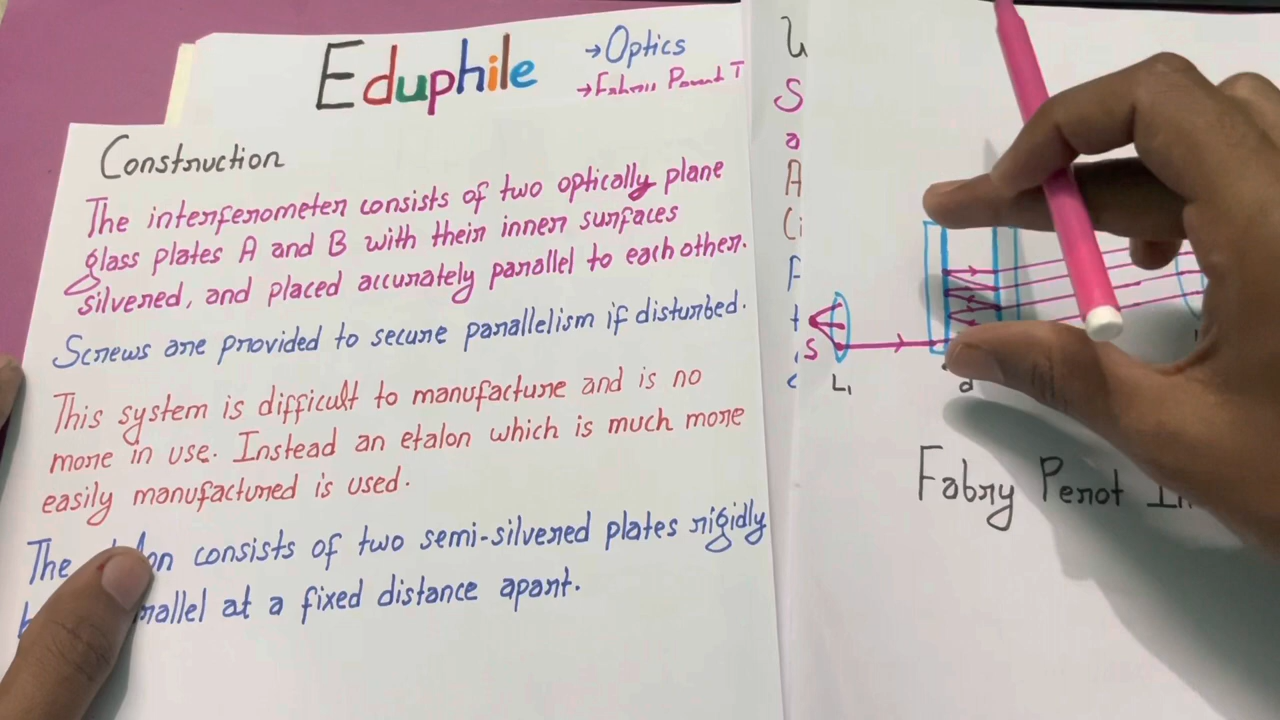 Eduphile
→Optics
→Fabry Perot I
Construction
The interferometer consists of two optically plane
glass plates A and B with their inner surfaces
silvered, and placed accurately parallel to each other.
Screws are provided to secure parallelism if disturbed.
This system is difficult to manufacture and is no
more in use. Instead an etalon which is much more
easily manufactured is used.
The consists of two semi-silvered plates rigidly
at a fixed distance apart.
S
L₁
d
Fabry Perot In